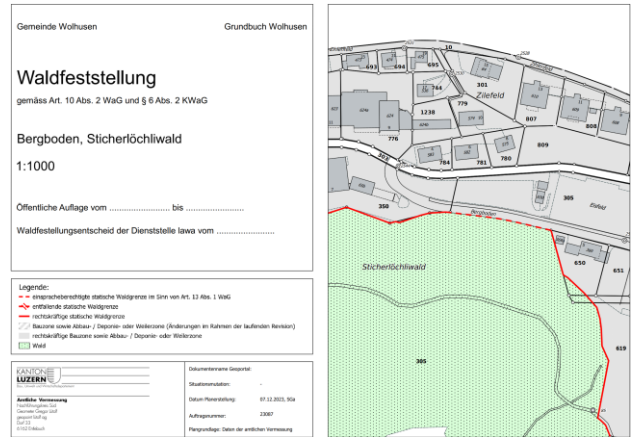 Gemeinde Wolhusen
Grundbuch Wolhusen
Waldfeststellung
gemäss Art. 10 Abs. 2 WaG und § 6 Abs. 2 KWaG
Bergboden, Sticherlöchliwald
1:1000
Öffentliche Auflage vom ........................ bis .......................
Waldfestellungsentscheid der Dienststelle lawa vom .......................
Legende:
einspracheberechtigte statische Waldgrenze im Sinn von Art. 13 Abs. 1 WaG
entfallende statische Waldgrenze
rechtskräftige statische Waldgrenze
Bauzone sowie Abbau- / Deponie- oder Weilerzone (Änderungen im Rahmen der laufenden Revision)
rechtskräftige Bauzone sowie Abbau- / Deponie- oder Weilerzone
Wald
KANTON
LUZERN
Amtliche Vermessung
Dokumentenname Geoportal:
Situationsmutation: -
Datum Planerstellung: 07.12.2023, SGa
Auftragsnummer: 23087
Plangrundlage: Daten der amtlichen Vermessung
10
693
694
695
784
301
Zilefeld
1238
779
807
808
776
809
784
781
780
350
Bergboden
305
Eifeld
Sticherlöchliwald
650
651
305
619